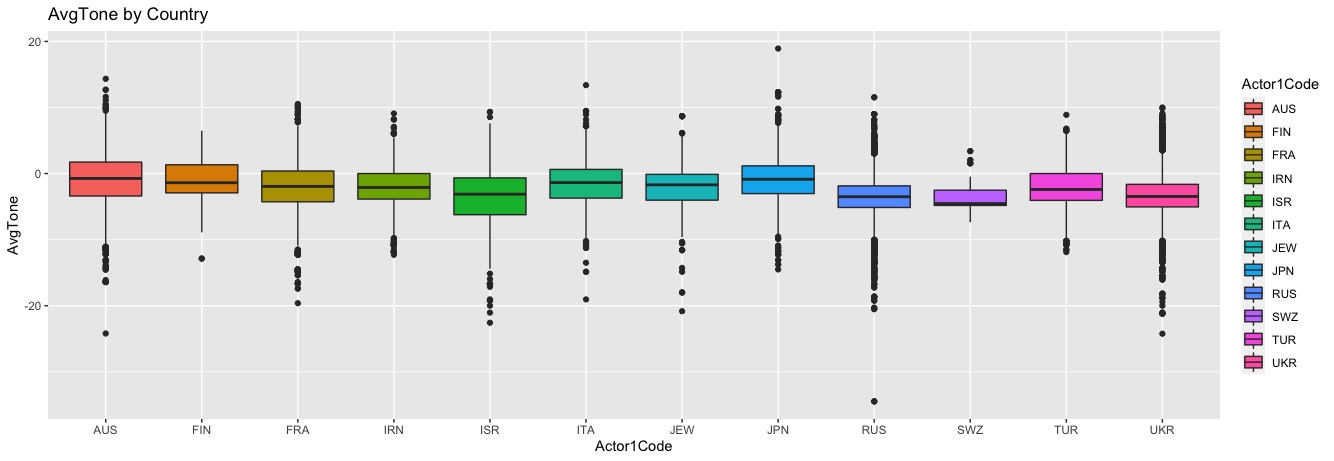 AvgTone by Country
20
0
-20
AvgTone
AUS FIN FRA IRN ISR ITA JEW JPN RUS SWZ TUR UKR
Actor1Code
Actor1Code
AUS
FIN
FRA
IRN
ISR
ITA
JEW
JPN
RUS
SWZ
TUR
UKR